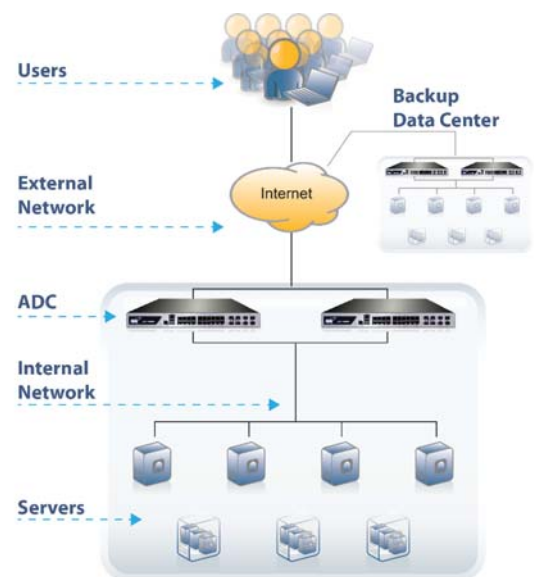 Users
Backup
Data Center
Internet
External
Network
ADC
Internal
Network
Servers